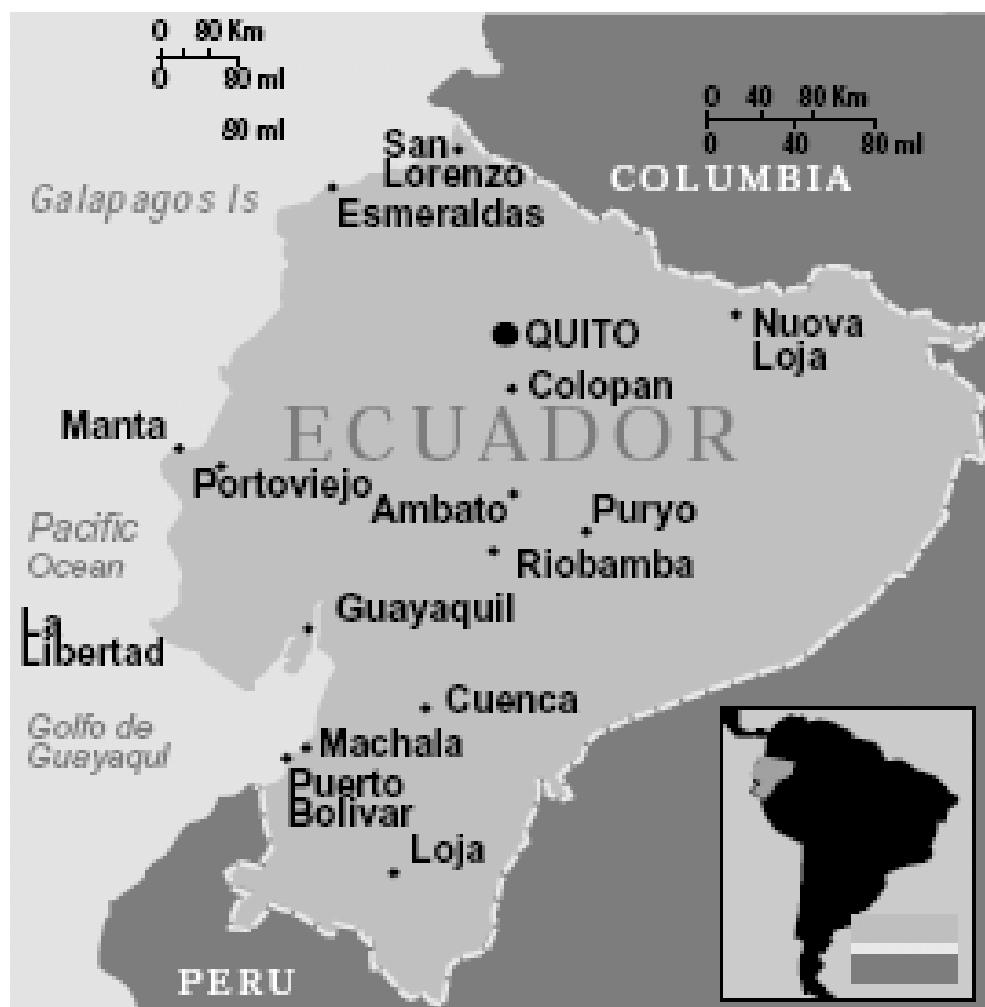 0 80 Km
0 80 ml
80 ml
0 40 80 Km
0 40 80 ml
San
Lorenzo
COLUMBIA
Galapagos Is
Esmeraldas
QUITO
Nuova
Loja
Colopan
ECUADOR
Manta
Portoviejo
Ambato
Puryo
Pacific
Ocean
Riobamba
Guayaquil
La
Libertad
Cuenca
Golfo de
Guayaqul
Machala
Puerto
Bolivar
Loja
PERU